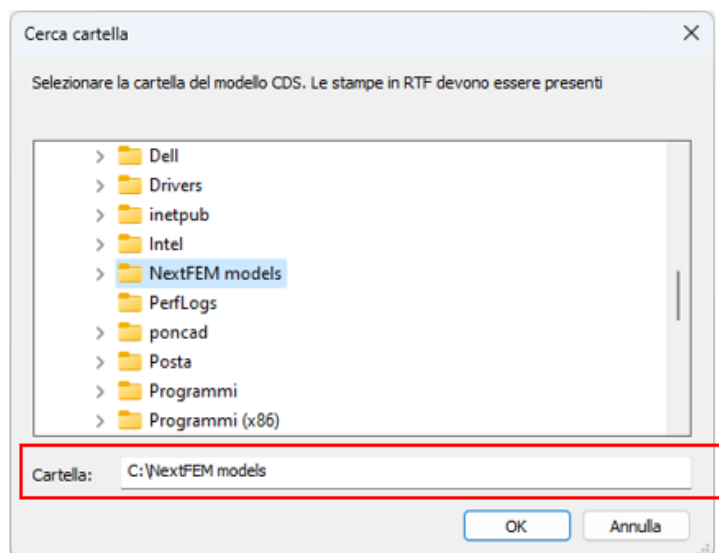 Cerca cartella
Selezionare la cartella del modello CDS. Le stampe in RTF devono essere presenti
Dell
Drivers
inetpub
Intel
NextFEM models
PerfLogs
poncad
Posta
Programmi
Programmi (x86)
Cartella: C:\NextFEM models
OK Annulla